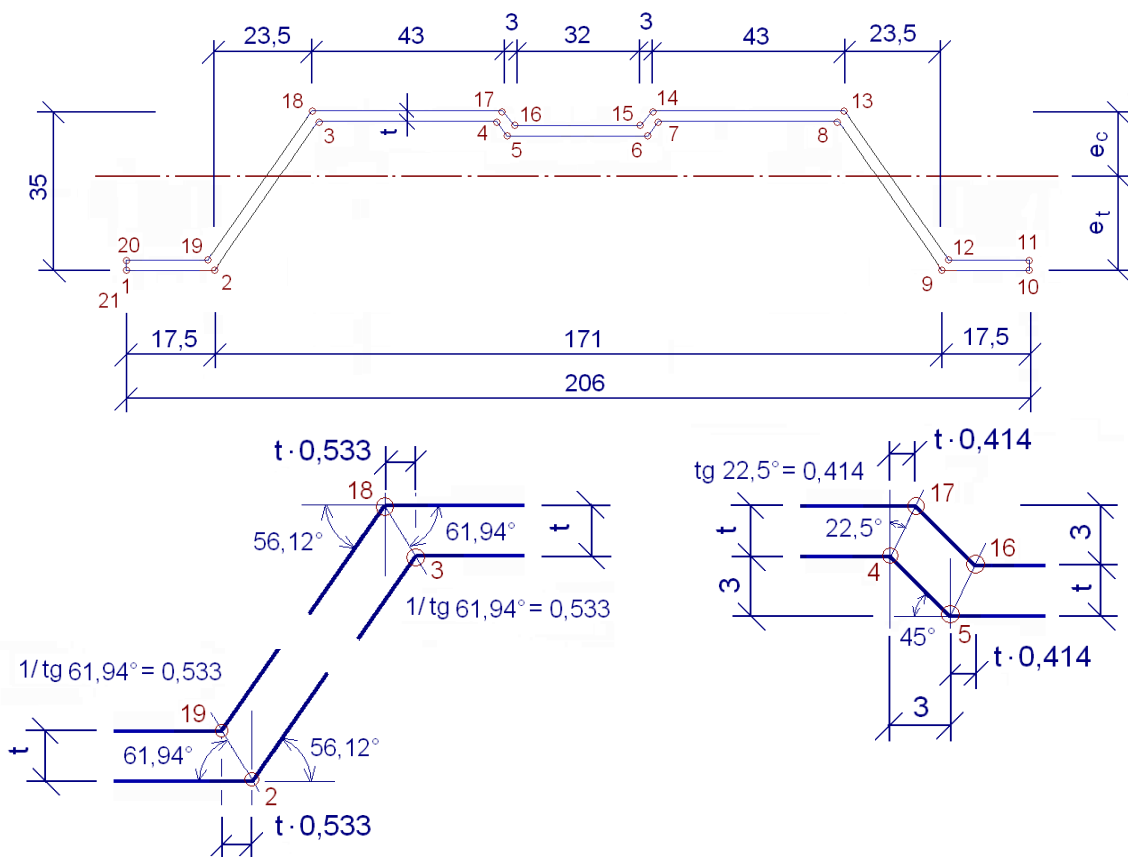 3 3
23,5 43 32 43 23,5
18 17 16 15 14 13
t
3 4 5 6 7 8
35
e c
e t
20 19 12 11
1 2 9 10
21
17,5 171 17,5
206
t · 0,533
18
56,12°
61,94°
t
3
1/tg 61,94° = 0,533
1/tg 61,94° = 0,533
19
t
61,94°
56,12°
2
t · 0,533
t · 0,414
tg 22,5° = 0,414
17
t
22,5°
3
16
4
3
t
45°
5
t · 0,414
3